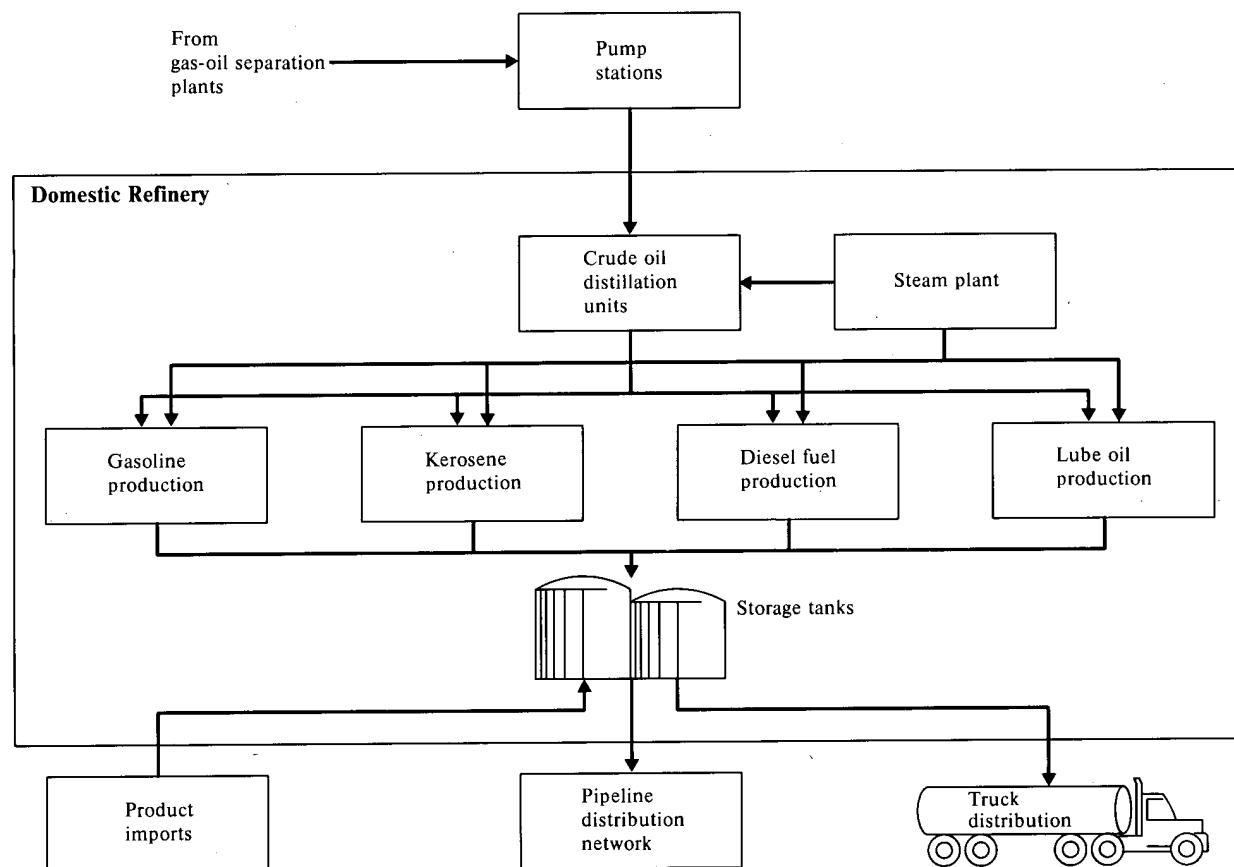 From
gas-oil separation
plants
Pump
stations
Domestic Refinery
Crude oil
distillation
units
Steam plant
Gasoline
production
Kerosene
production
Diesel fuel
production
Lube oil
production
Storage tanks
Product
imports
Pipeline
distribution
network
Truck
distribution